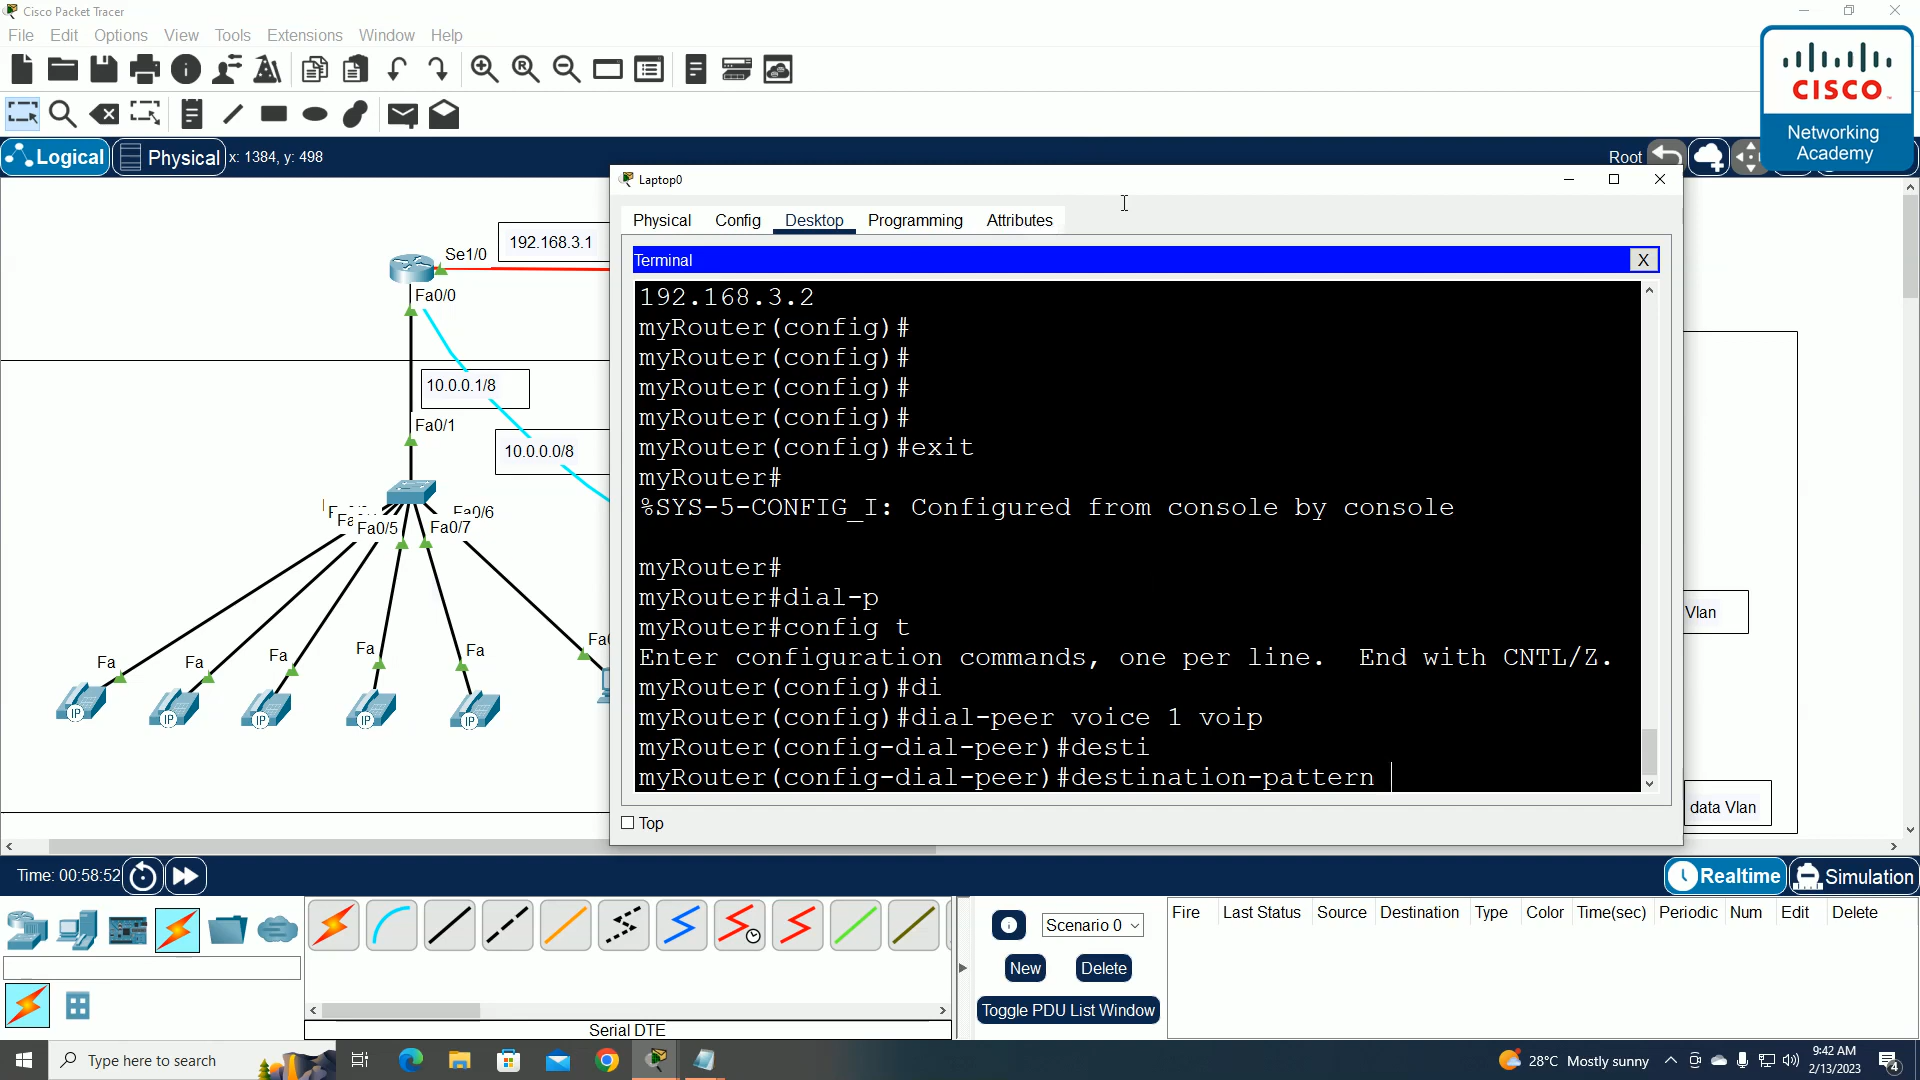 Cisco Packet Tracer
File Edit Options View Tools Extensions Window Help
CISCO
Networking
Academy
Logical Physical x: 1384, y: 498 Root
Laptop0
Physical Config Desktop Programming Attributes
Terminal X
192.168.3.2
myRouter(config)#
myRouter(config)#
myRouter(config)#
myRouter(config)#
myRouter(config)#exit
myRouter#
%SYS-5-CONFIG_I: Configured from console by console
myRouter#
myRouter#dial-p
myRouter#config t
Enter configuration commands, one per line. End with CNTL/Z.
myRouter(config)#di
myRouter(config)#dial-peer voice 1 voip
myRouter(config-dial-peer)#desti
myRouter(config-dial-peer)#destination-pattern
Top
Se1/0
192.168.3.1
Fa0/0
10.0.0.1/8
Fa0/1
10.0.0.0/8
Fa0/6
Fa0/5
Fa0/7
Fa
Fa
Fa
Fa
Fa
IP
IP
IP
IP
IP
Vlan
data Vlan
Time: 00:58:52 Realtime Simulation
Scenario 0
New Delete
Toggle PDU List Window
Fire Last Status Source Destination Type Color Time(sec) Periodic Num Edit Delete
Serial DTE
Type here to search
28°C Mostly sunny
9:42 AM
2/13/2023
4